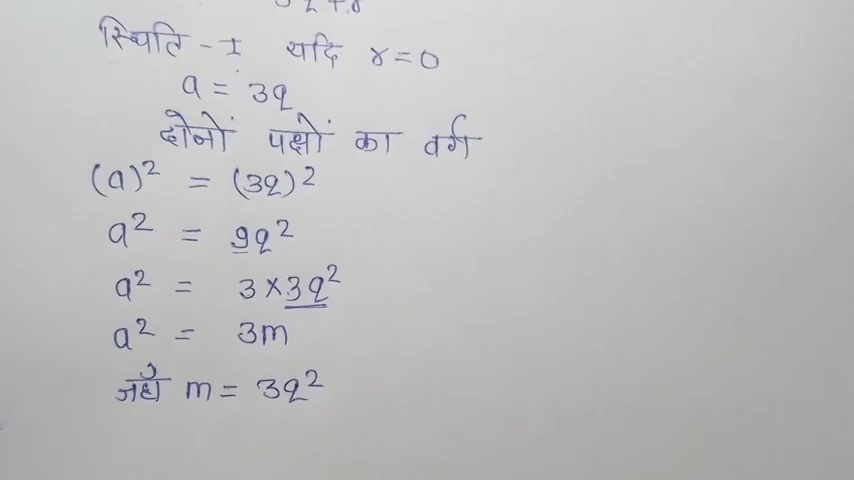 स्थिति - I यदि r = 0
a = 3q
दोनों पक्षों का वर्ग
(a)² = (3q)²
a² = 9q²
a² = 3×3q²
a² = 3m
जहाँ m = 3q²